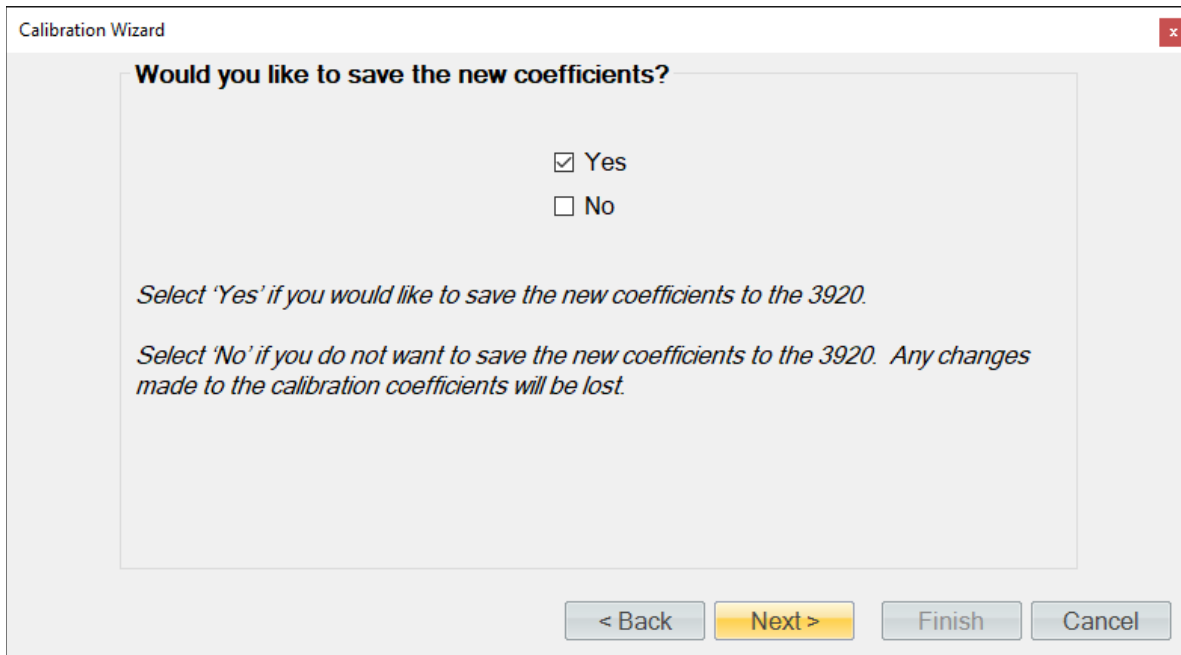 Calibration Wizard
x
Would you like to save the new coefficients?
Yes
No
Select ‘Yes’ if you would like to save the new coefficients to the 3920.
Select ‘No’ if you do not want to save the new coefficients to the 3920.  Any changes
made to the calibration coefficients will be lost.
< Back
Next >
Finish
Cancel